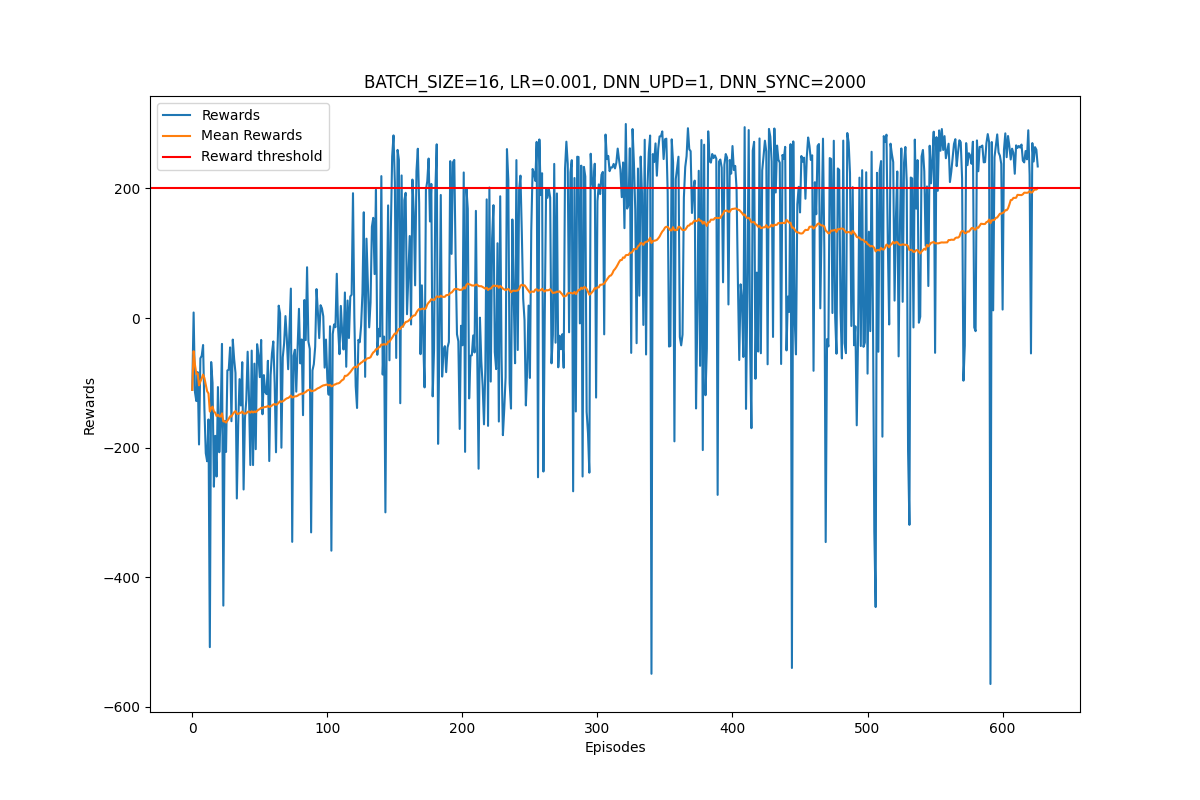 BATCH_SIZE=16, LR=0.001, DNN_UPD=1, DNN_SYNC=2000
Rewards
Mean Rewards
Reward threshold
200
0
−200
−400
−600
Rewards
0 100 200 300 400 500 600
Episodes